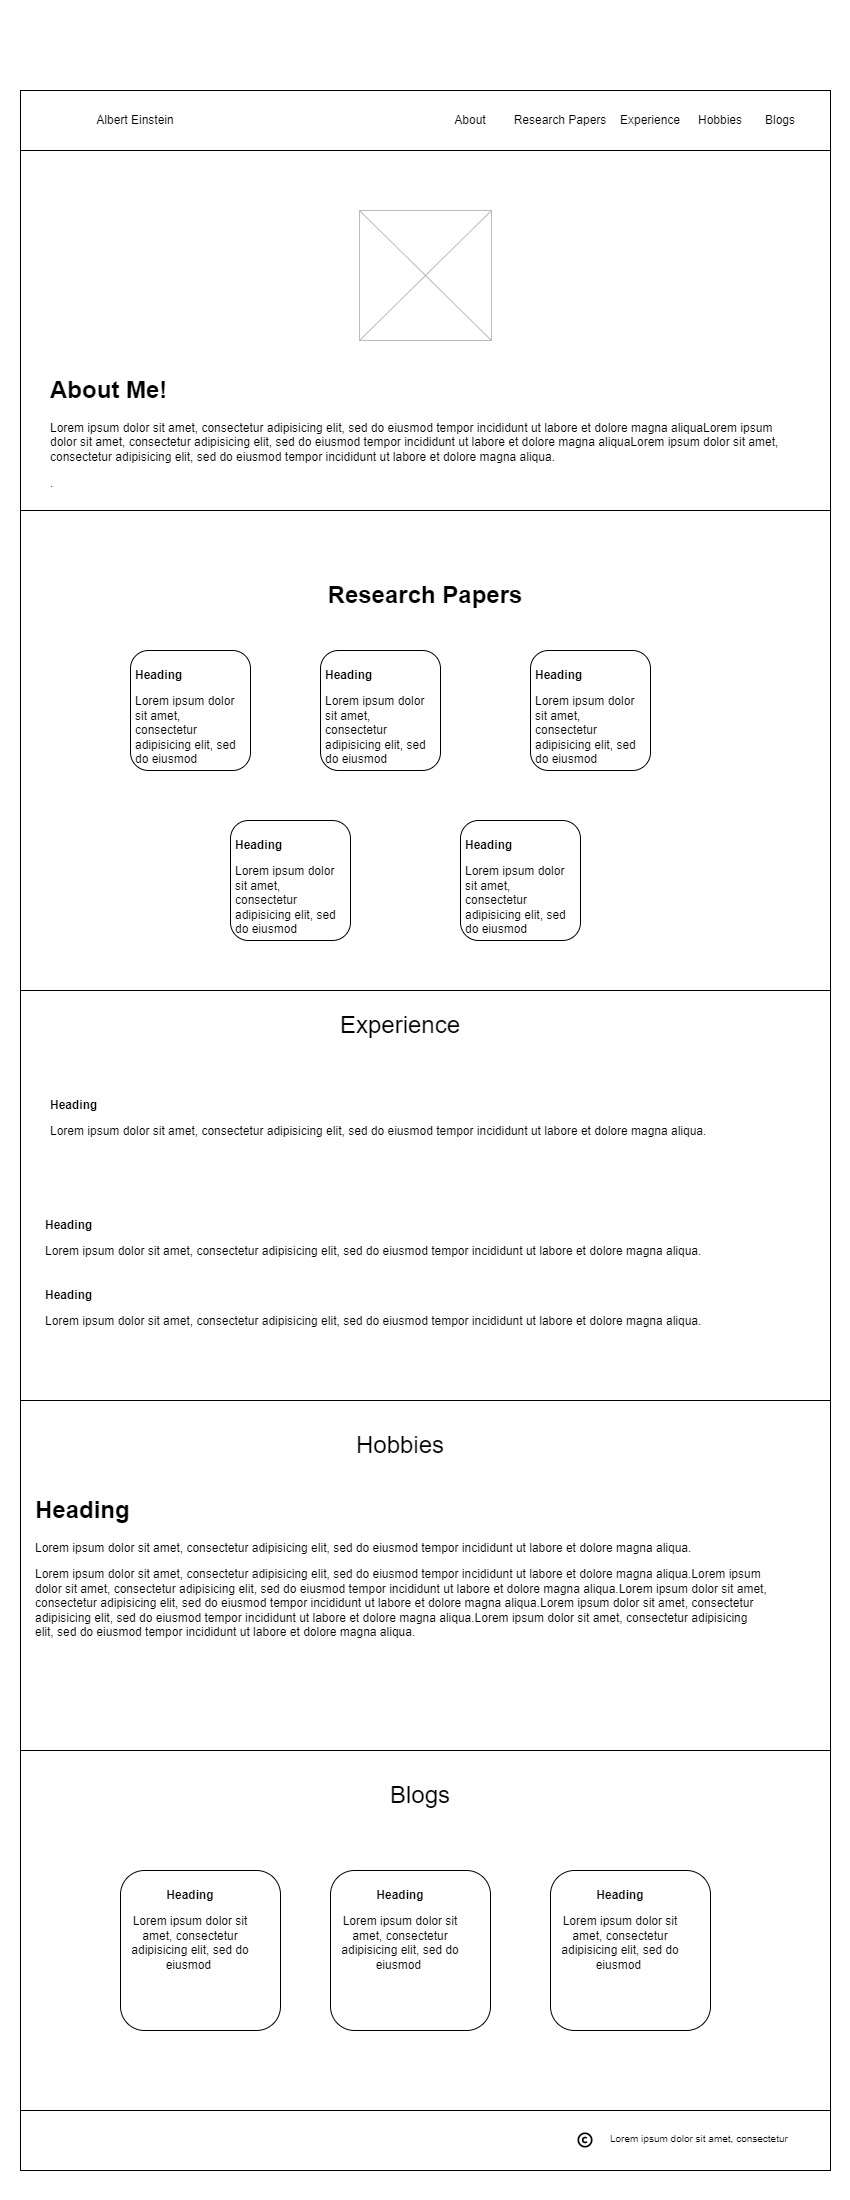 Albert Einstein
About
Research Papers
Experience
Hobbies
Blogs
About Me!
Lorem ipsum dolor sit amet, consectetur adipisicing elit, sed do eiusmod tempor incididunt ut labore et dolore magna aliquaLorem ipsum
dolor sit amet, consectetur adipisicing elit, sed do eiusmod tempor incididunt ut labore et dolore magna aliquaLorem ipsum dolor sit amet,
consectetur adipisicing elit, sed do eiusmod tempor incididunt ut labore et dolore magna aliqua.
.
Research Papers
Heading
Lorem ipsum dolor
sit amet,
consectetur
adipisicing elit, sed
do eiusmod
Heading
Lorem ipsum dolor
sit amet,
consectetur
adipisicing elit, sed
do eiusmod
Heading
Lorem ipsum dolor
sit amet,
consectetur
adipisicing elit, sed
do eiusmod
Heading
Lorem ipsum dolor
sit amet,
consectetur
adipisicing elit, sed
do eiusmod
Heading
Lorem ipsum dolor
sit amet,
consectetur
adipisicing elit, sed
do eiusmod
Experience
Heading
Lorem ipsum dolor sit amet, consectetur adipisicing elit, sed do eiusmod tempor incididunt ut labore et dolore magna aliqua.
Heading
Lorem ipsum dolor sit amet, consectetur adipisicing elit, sed do eiusmod tempor incididunt ut labore et dolore magna aliqua.
Heading
Lorem ipsum dolor sit amet, consectetur adipisicing elit, sed do eiusmod tempor incididunt ut labore et dolore magna aliqua.
Hobbies
Heading
Lorem ipsum dolor sit amet, consectetur adipisicing elit, sed do eiusmod tempor incididunt ut labore et dolore magna aliqua.
Lorem ipsum dolor sit amet, consectetur adipisicing elit, sed do eiusmod tempor incididunt ut labore et dolore magna aliqua.Lorem ipsum
dolor sit amet, consectetur adipisicing elit, sed do eiusmod tempor incididunt ut labore et dolore magna aliqua.Lorem ipsum dolor sit amet,
consectetur adipisicing elit, sed do eiusmod tempor incididunt ut labore et dolore magna aliqua.Lorem ipsum dolor sit amet, consectetur
adipisicing elit, sed do eiusmod tempor incididunt ut labore et dolore magna aliqua.Lorem ipsum dolor sit amet, consectetur adipisicing
elit, sed do eiusmod tempor incididunt ut labore et dolore magna aliqua.
Blogs
Heading
Lorem ipsum dolor sit
amet, consectetur
adipisicing elit, sed do
eiusmod
Heading
Lorem ipsum dolor sit
amet, consectetur
adipisicing elit, sed do
eiusmod
Heading
Lorem ipsum dolor sit
amet, consectetur
adipisicing elit, sed do
eiusmod
© Lorem ipsum dolor sit amet, consectetur